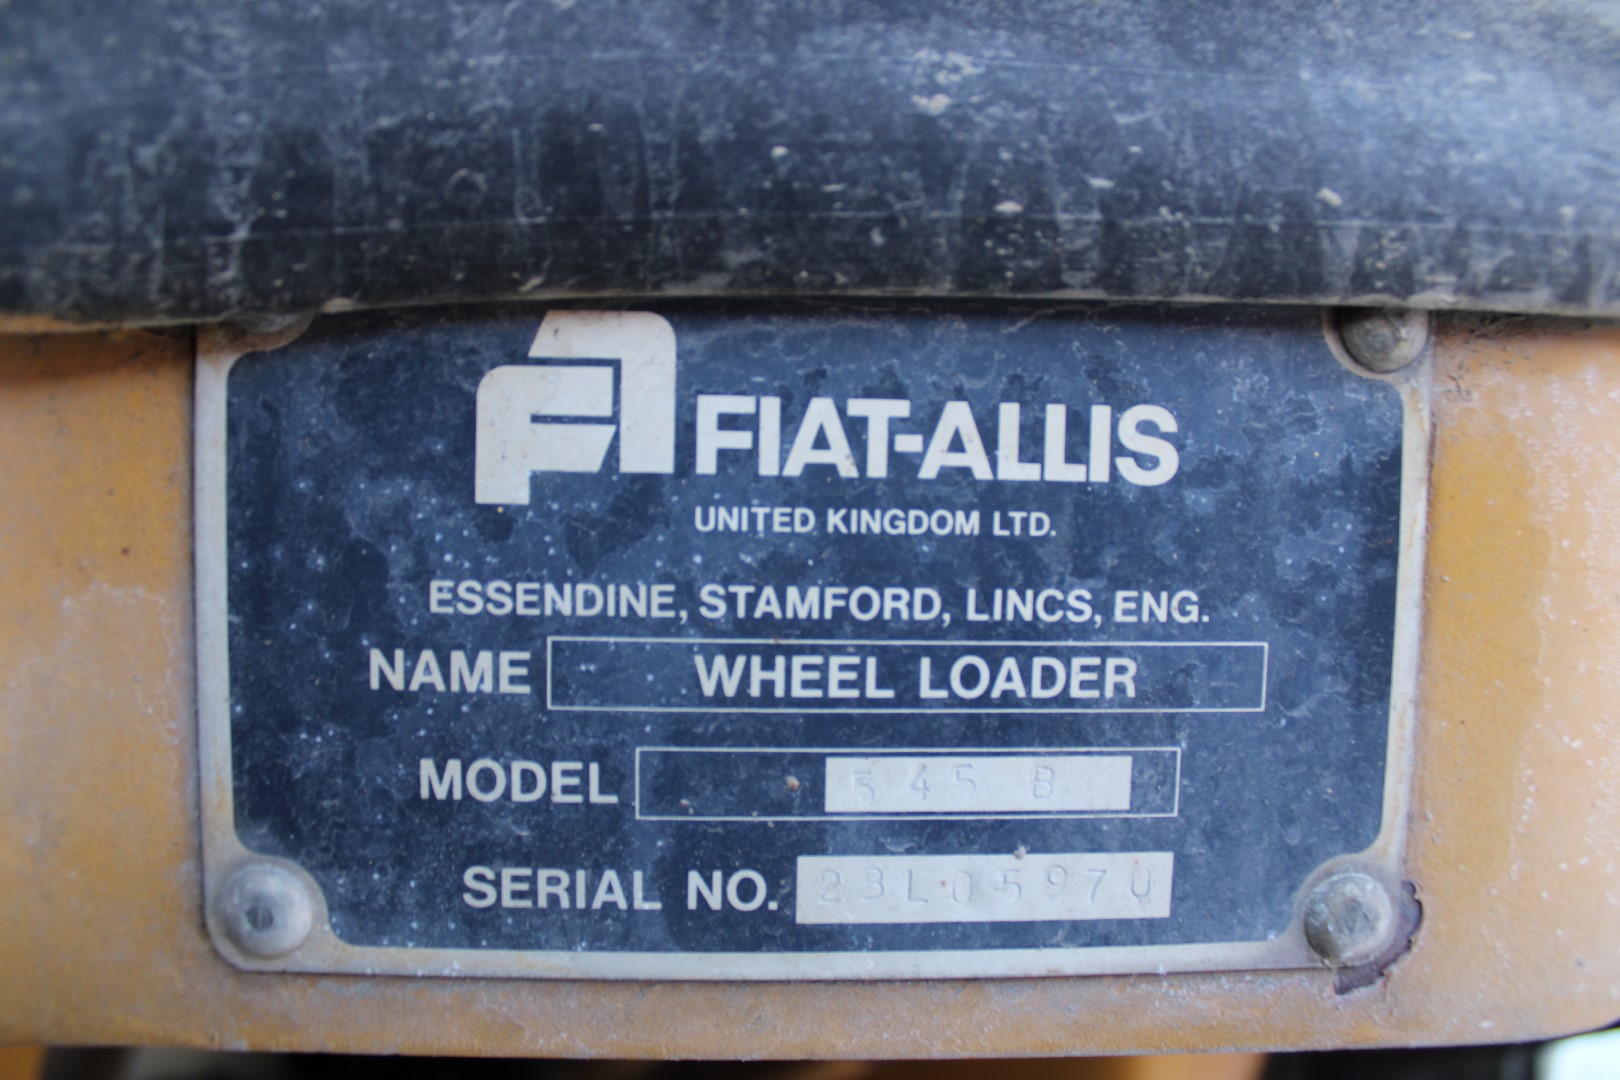 FIAT-ALLIS
UNITED KINGDOM LTD.
ESSENDINE, STAMFORD, LINCS, ENG.
NAME WHEEL LOADER
MODEL 545 B
SERIAL NO. 23L05970